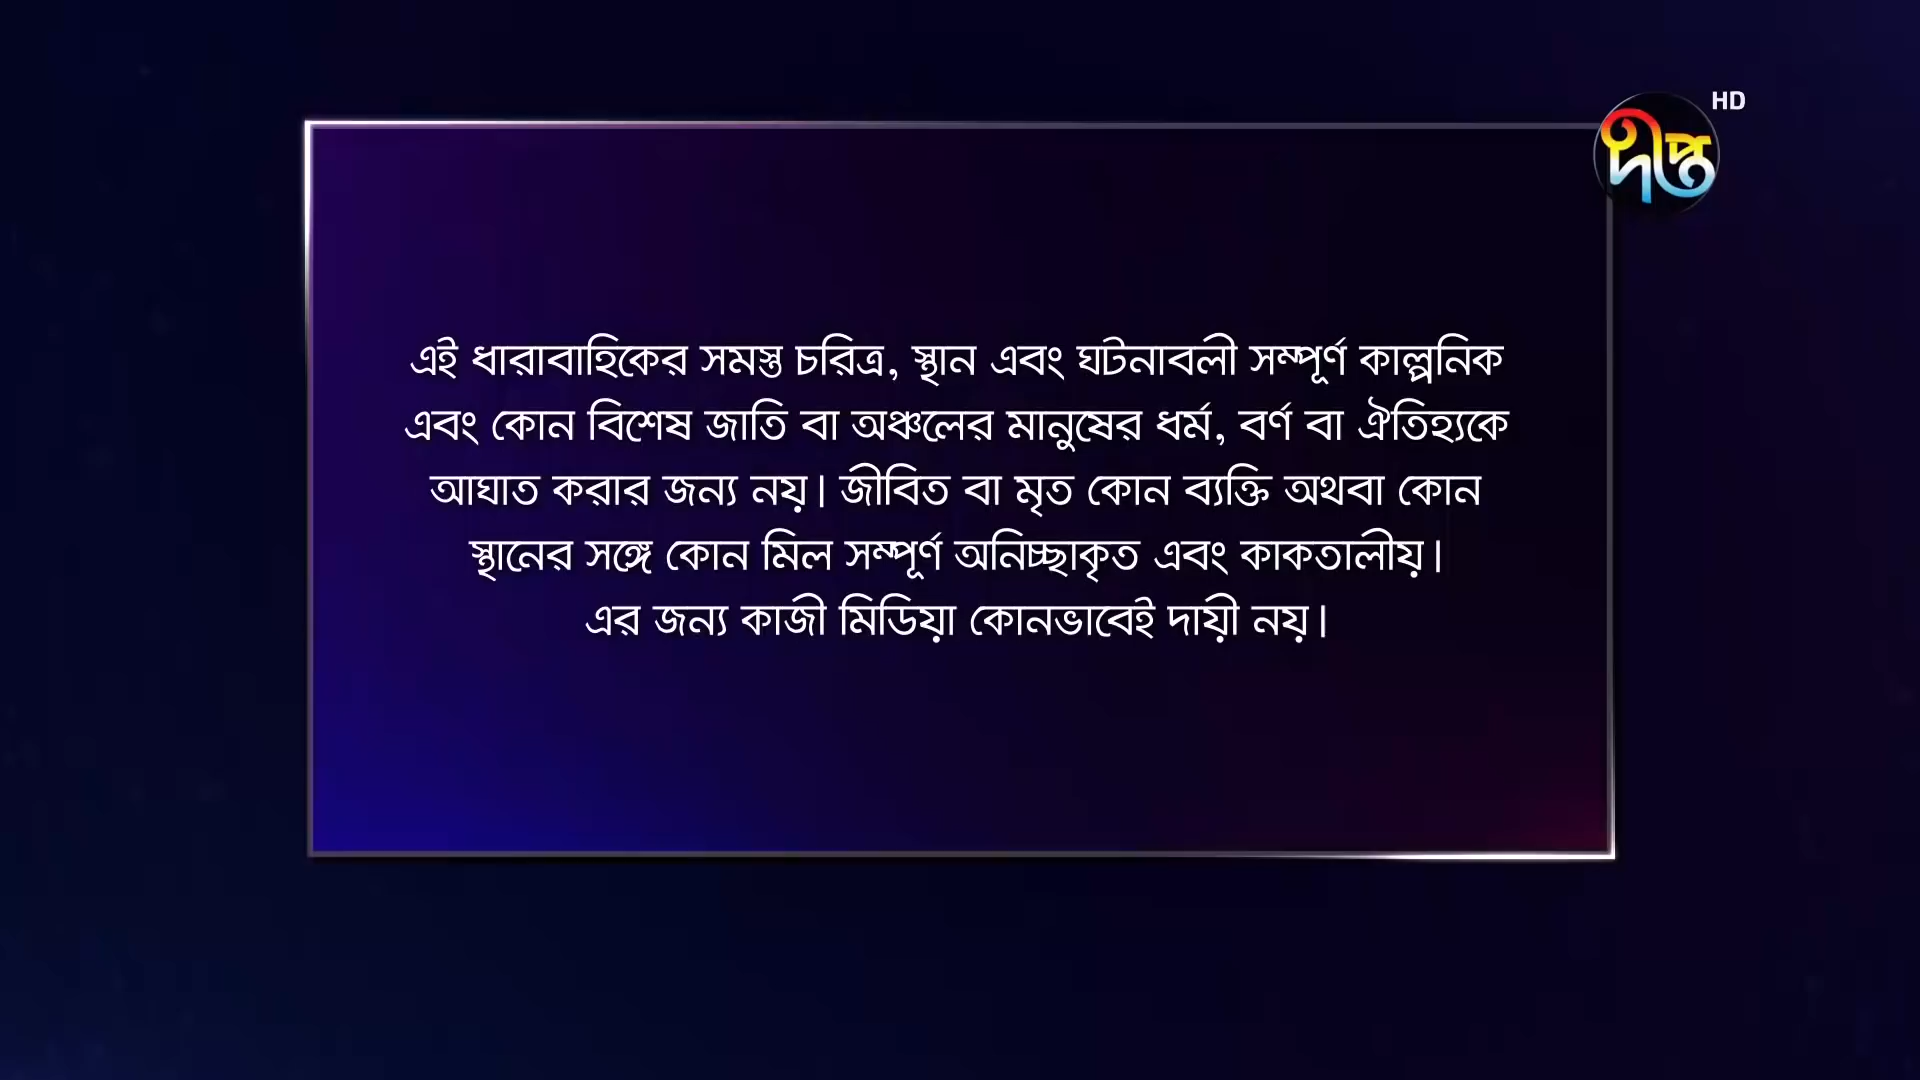 HD
দীপ্ত
এই ধারাবাহিকের সমস্ত চরিত্র, স্থান এবং ঘটনাবলী সম্পূর্ণ কাল্পনিক
এবং কোন বিশেষ জাতি বা অঞ্চলের মানুষের ধর্ম, বর্ণ বা ঐতিহ্যকে
আঘাত করার জন্য নয়। জীবিত বা মৃত কোন ব্যক্তি অথবা কোন
স্থানের সঙ্গে কোন মিল সম্পূর্ণ অনিচ্ছাকৃত এবং কাকতালীয়।
এর জন্য কাজী মিডিয়া কোনভাবেই দায়ী নয়।